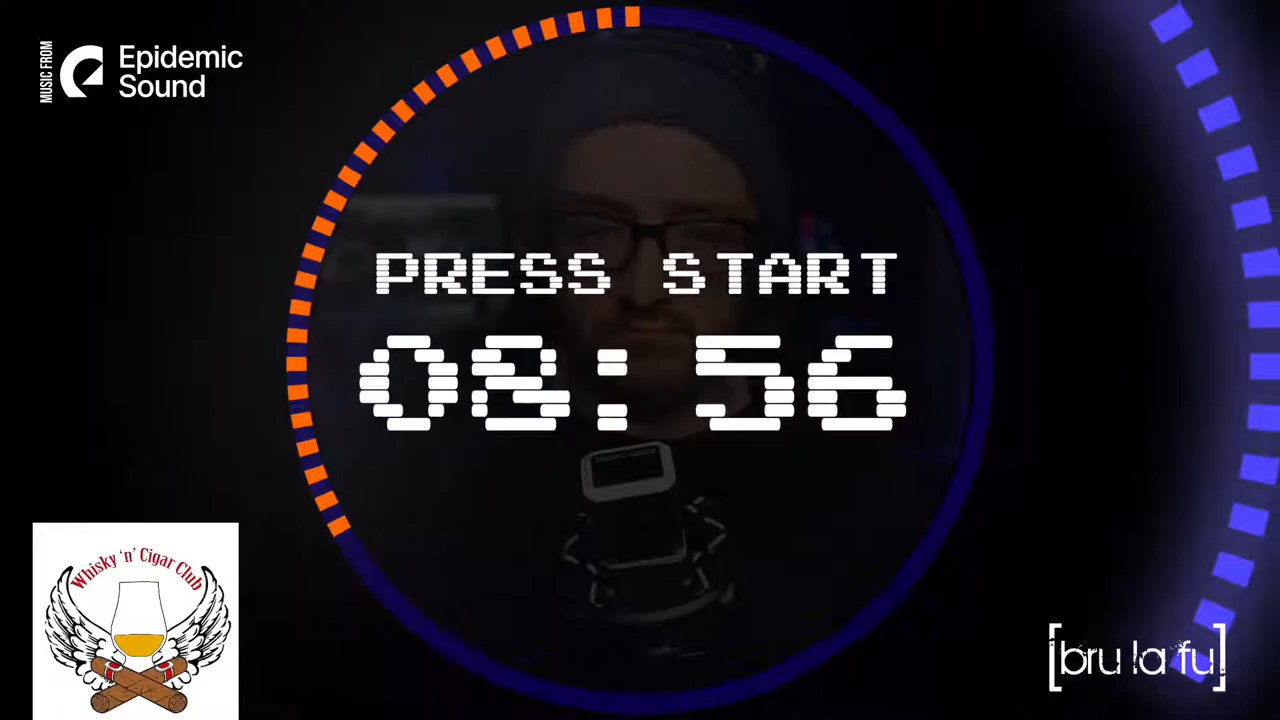 MUSIC FROM
Epidemic
Sound
PRESS START
08:56
Whisky 'n' Cigar Club
[bru la fu]